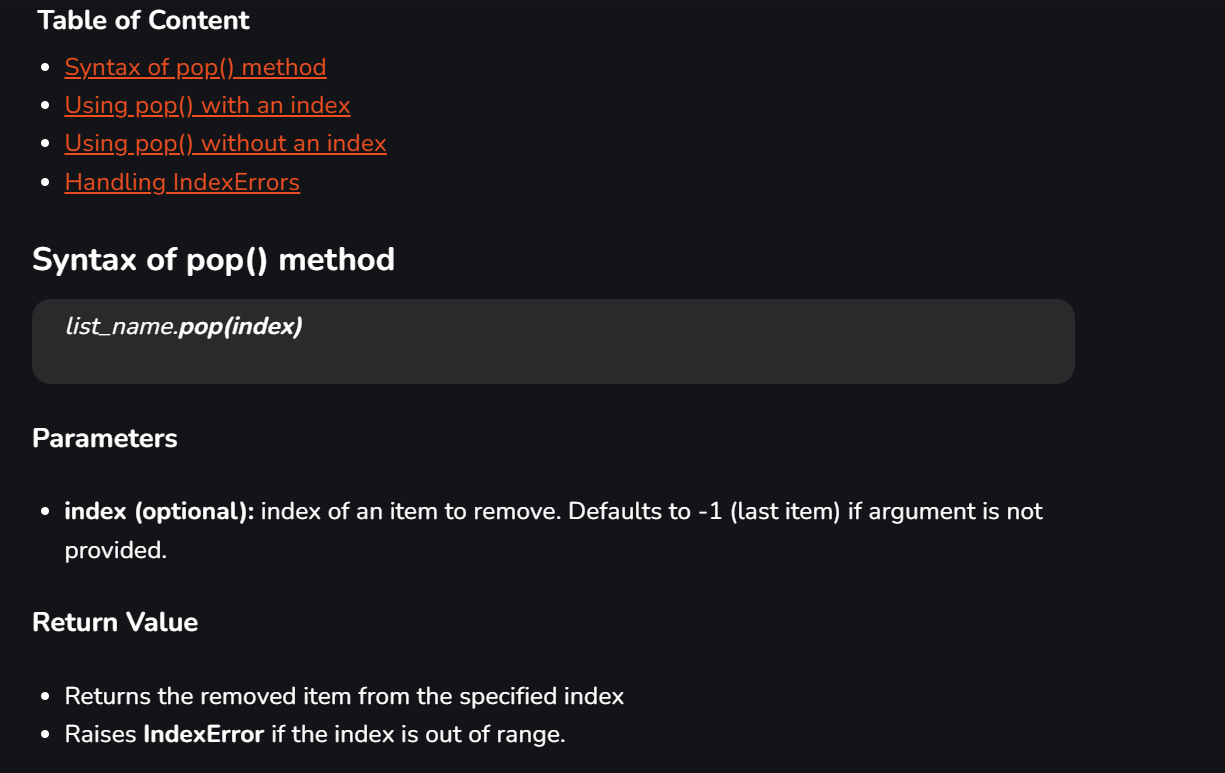 Table of Content
Syntax of pop() method
Using pop() with an index
Using pop() without an index
Handling IndexErrors
Syntax of pop() method
list_name.pop(index)
Parameters
index (optional): index of an item to remove. Defaults to -1 (last item) if argument is not
provided.
Return Value
Returns the removed item from the specified index
Raises IndexError if the index is out of range.